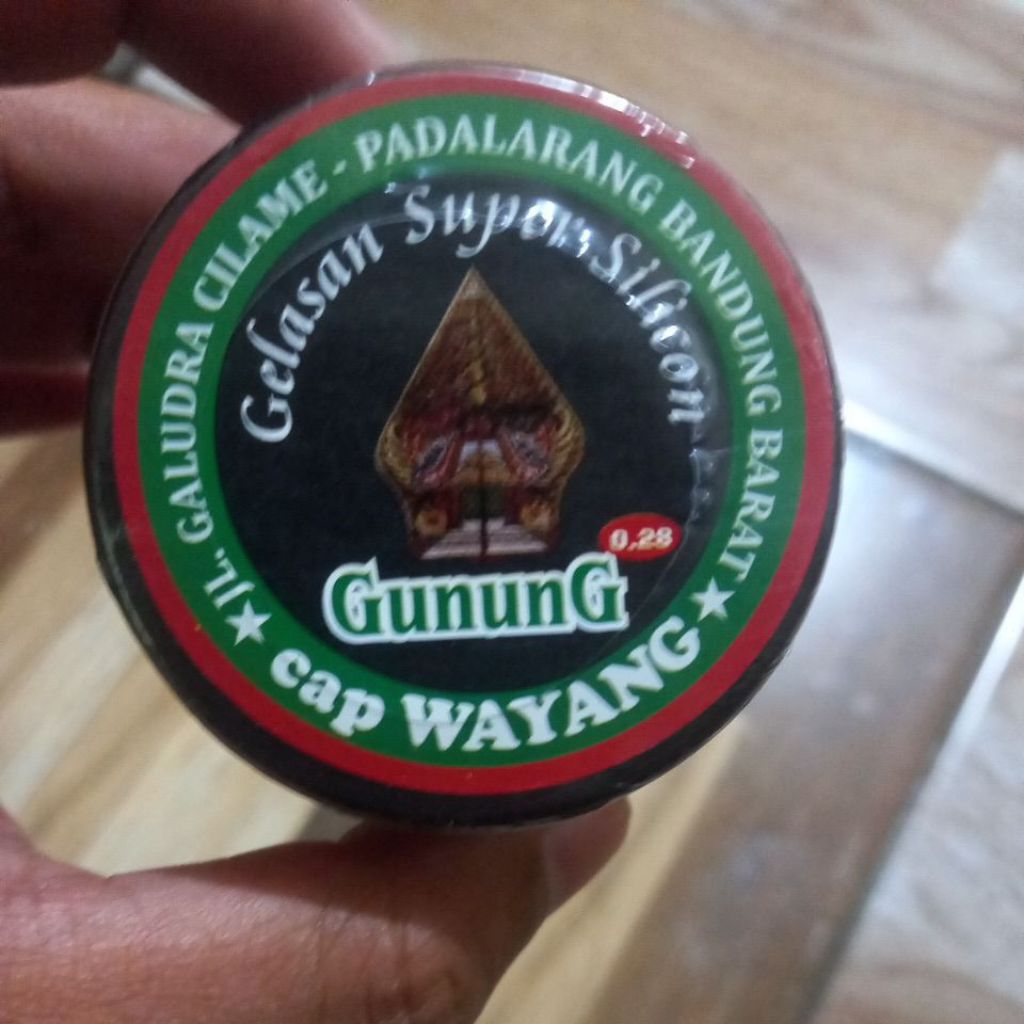 JL. GALUDRA CILAME - PADALARANG BANDUNG BARAT
Gelasan Super Silicon
0,28
GununG
cap WAYANG